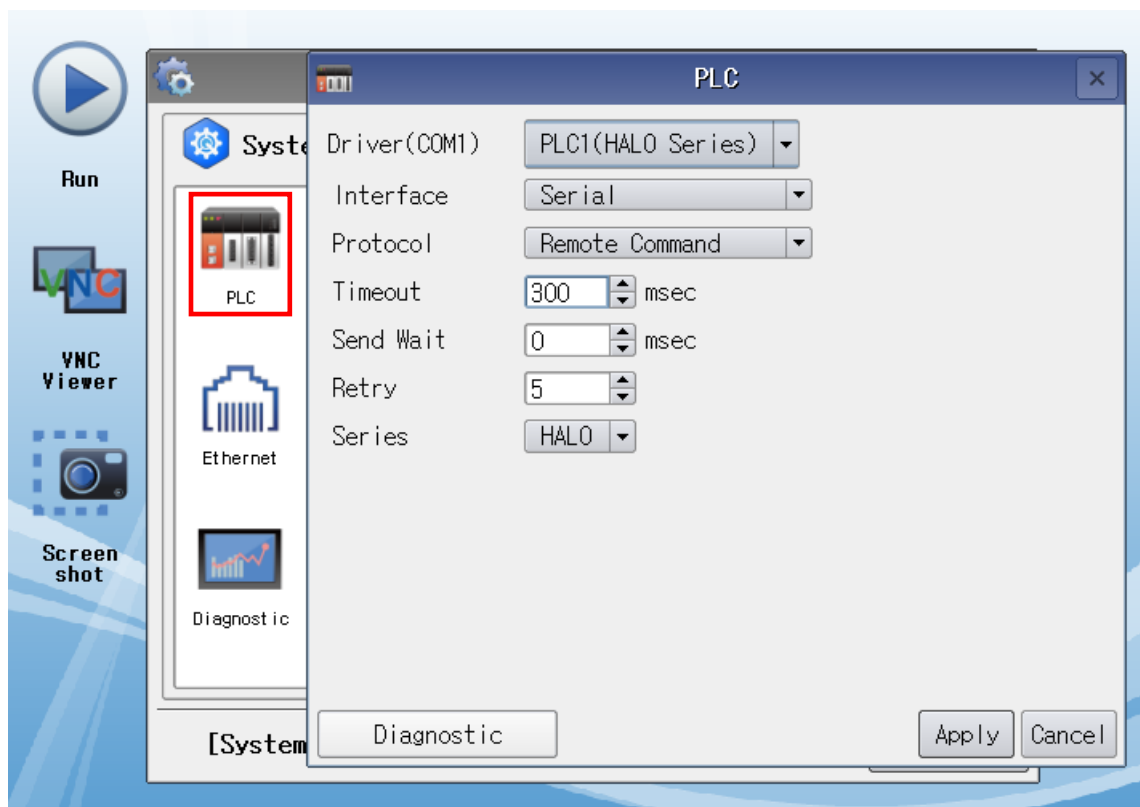 Run
VNC
VNC
Viewer
Screen
shot
Syste
PLC
Ethernet
Diagnostic
[System
PLC
Driver(COM1) PLC1(HALO Series)
Interface Serial
Protocol Remote Command
Timeout 300 msec
Send Wait 0 msec
Retry 5
Series HALO
Diagnostic Apply Cancel